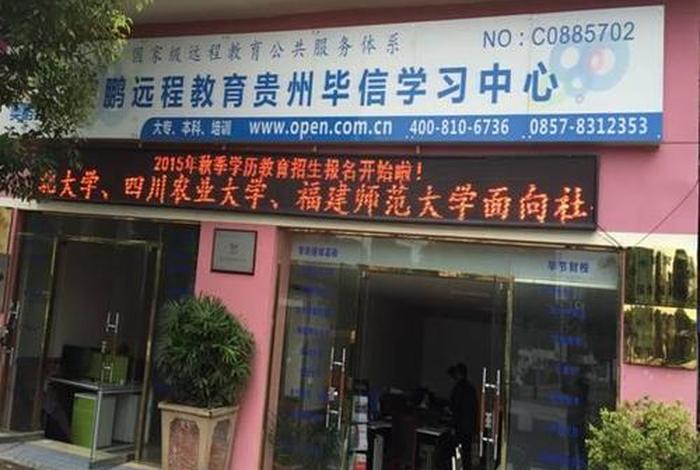 国家级远程教育公共服务体系
NO：C0885702
鹏远程教育贵州毕信学习中心
大专、本科、培训 www.open.com.cn 400-810-6736 0857-8312353
2015年秋季学历教育招生报名开始啦！
北大学、四川农业大学、福建师范大学面向社
毕节财校